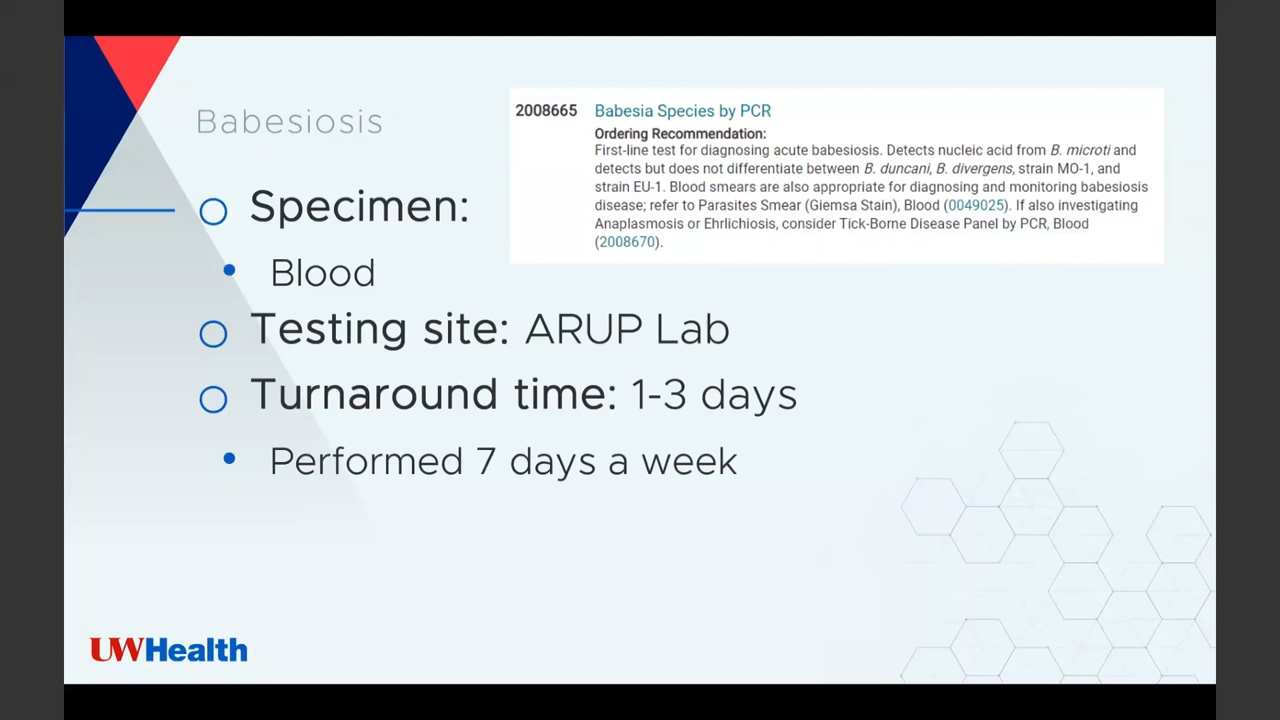 Babesiosis
2008665 Babesia Species by PCR
Ordering Recommendation:
First-line test for diagnosing acute babesiosis. Detects nucleic acid from B. microti and
detects but does not differentiate between B. duncani, B. divergens, strain MO-1, and
strain EU-1. Blood smears are also appropriate for diagnosing and monitoring babesiosis
disease; refer to Parasites Smear (Giemsa Stain), Blood (0049025). If also investigating
Anaplasmosis or Ehrlichiosis, consider Tick-Borne Disease Panel by PCR, Blood
(2008670).
Specimen:
Blood
Testing site: ARUP Lab
Turnaround time: 1-3 days
Performed 7 days a week
UWHealth